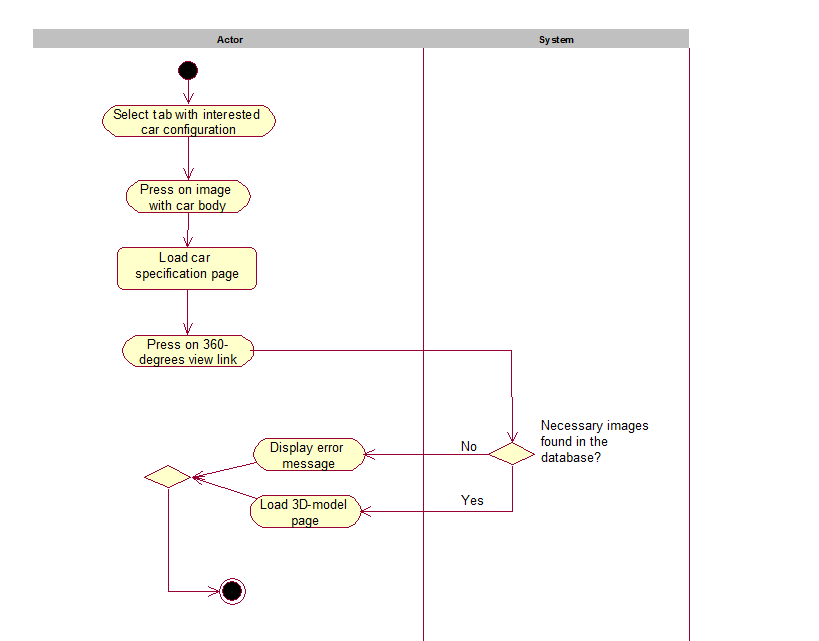 Actor
System
Select tab with interested
car configuration
Press on image
with car body
Load car
specification page
Press on 360-
degrees view link
Necessary images
found in the
database?
No
Display error
message
Yes
Load 3D-model
page